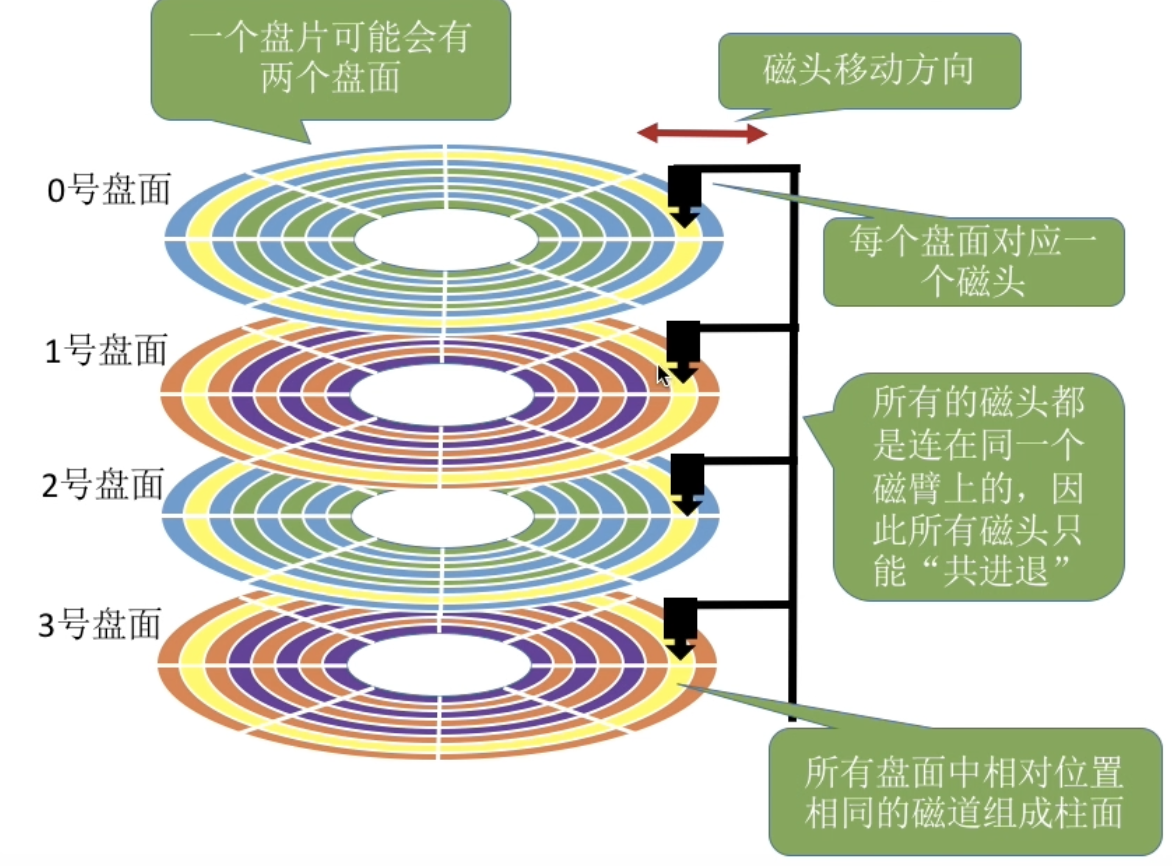 一个盘片可能会有
两个盘面
磁头移动方向
0号盘面
每个盘面对应一
个磁头
1号盘面
所有的磁头都
是连在同一个
磁臂上的，因
此所有磁头只
能“共进退”
2号盘面
3号盘面
所有盘面中相对位置
相同的磁道组成柱面